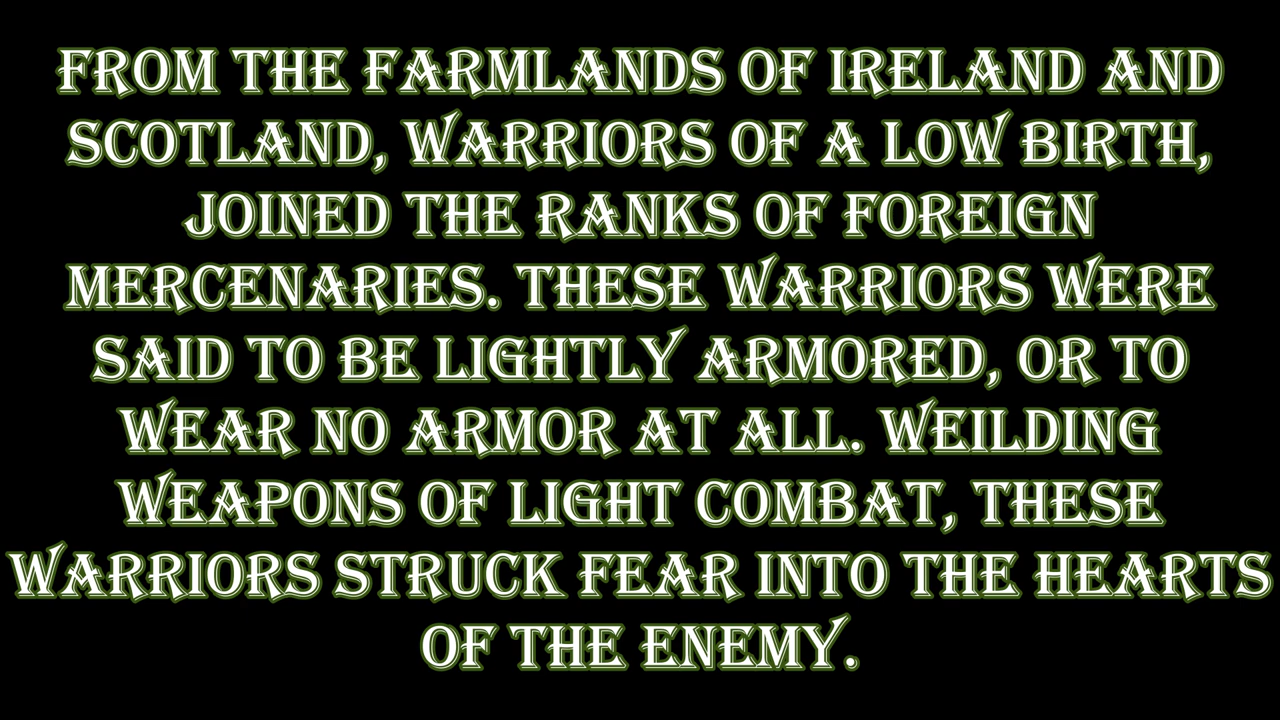 FROM THE FARMLANDS OF IRELAND AND
SCOTLAND, WARRIORS OF A LOW BIRTH,
JOINED THE RANKS OF FOREIGN
MERCENARIES. THESE WARRIORS WERE
SAID TO BE LIGHTLY ARMORED, OR TO
WEAR NO ARMOR AT ALL. WEILDING
WEAPONS OF LIGHT COMBAT, THESE
WARRIORS STRUCK FEAR INTO THE HEARTS
OF THE ENEMY.